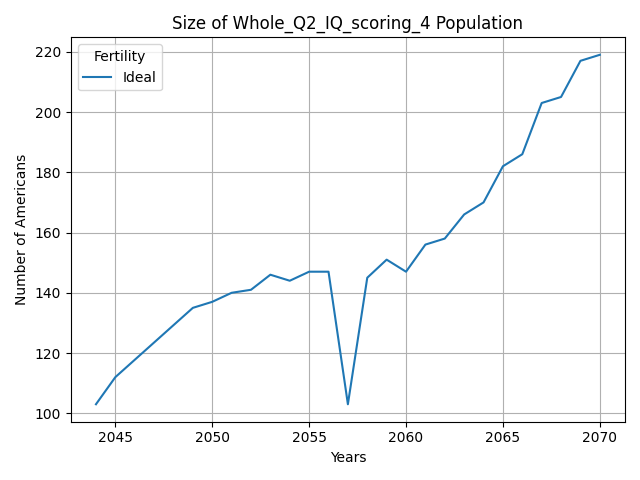 Size of Whole_Q2_IQ_scoring_4 Population
Fertility
Ideal
Number of Americans
220
200
180
160
140
120
100
2045 2050 2055 2060 2065 2070
Years